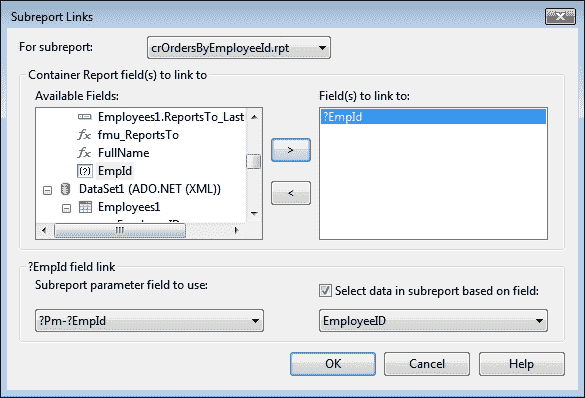 Subreport Links
For subreport:
crOrdersByEmployeeId.rpt
Container Report field(s) to link to
Available Fields:
Employees1.ReportsTo_Last
fx fmu_ReportsTo
fx FullName
(?) EmpId
DataSet1 (ADO.NET (XML))
Employees1
>
<
Field(s) to link to:
?EmpId
?EmpId field link
Subreport parameter field to use:
?Pm-?EmpId
Select data in subreport based on field:
EmployeeID
OK
Cancel
Help